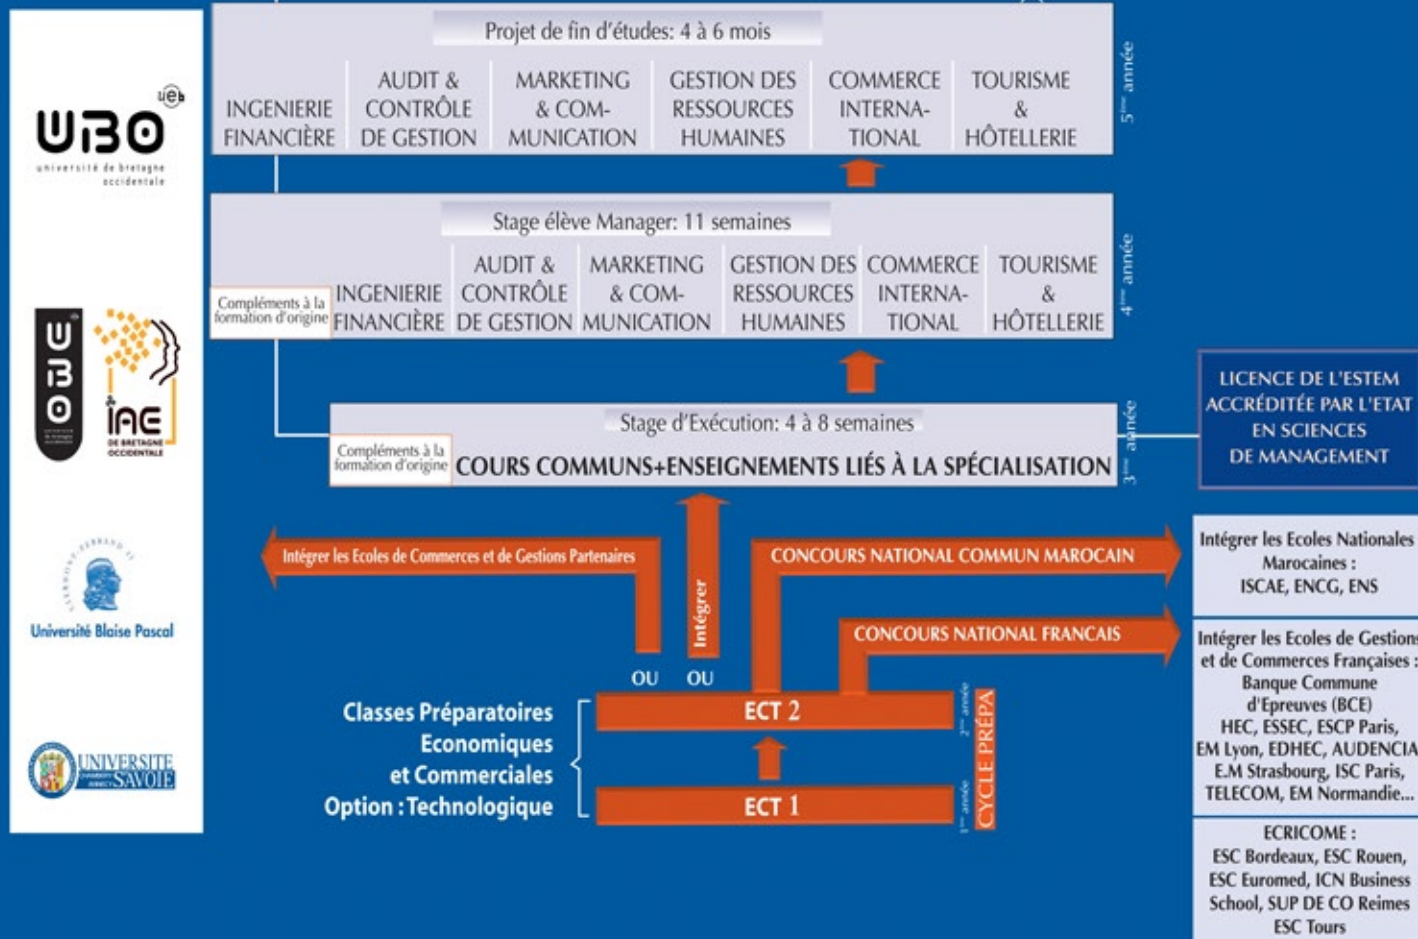 Projet de fin d'études: 4 à 6 mois
INGENIERIE
FINANCIÈRE
AUDIT &
CONTRÔLE
DE GESTION
MARKETING
& COM-
MUNICATION
GESTION DES
RESSOURCES
HUMAINES
COMMERCE
INTERNA-
TIONAL
TOURISME
&
HÔTELLERIE
5ème année
Stage élève Manager: 11 semaines
Compléments à la
formation d'origine
INGENIERIE
FINANCIÈRE
AUDIT &
CONTRÔLE
DE GESTION
MARKETING
& COM-
MUNICATION
GESTION DES
RESSOURCES
HUMAINES
COMMERCE
INTERNA-
TIONAL
TOURISME
&
HÔTELLERIE
4ème année
Stage d'Exécution: 4 à 8 semaines
Compléments à la
formation d'origine
COURS COMMUNS+ENSEIGNEMENTS LIÉS À LA SPÉCIALISATION
3ème année
LICENCE DE L'ESTEM
ACCRÉDITÉE PAR L'ETAT
EN SCIENCES
DE MANAGEMENT
Intégrer les Ecoles de Commerces et de Gestions Partenaires
Intégrer
CONCOURS NATIONAL COMMUN MAROCAIN
CONCOURS NATIONAL FRANCAIS
OU
OU
Intégrer les Ecoles Nationales
Marocaines :
ISCAE, ENCG, ENS
Intégrer les Ecoles de Gestions
et de Commerces Françaises :
Banque Commune
d'Epreuves (BCE)
HEC, ESSEC, ESCP Paris,
EM Lyon, EDHEC, AUDENCIA
E.M Strasbourg, ISC Paris,
TELECOM, EM Normandie...
ECRICOME :
ESC Bordeaux, ESC Rouen,
ESC Euromed, ICN Business
School, SUP DE CO Reimes
ESC Tours
Classes Préparatoires
Economiques
et Commerciales
Option : Technologique
ECT 2
ECT 1
2ème année
1ère année
CYCLE PRÉPA
ueb
UBO
université de bretagne
occidentale
UBO
IAE
DE BRETAGNE
OCCIDENTALE
CLERMONT-FERRAND II
Université Blaise Pascal
UNIVERSITE
CHAMBERY
ANNECY
SAVOIE